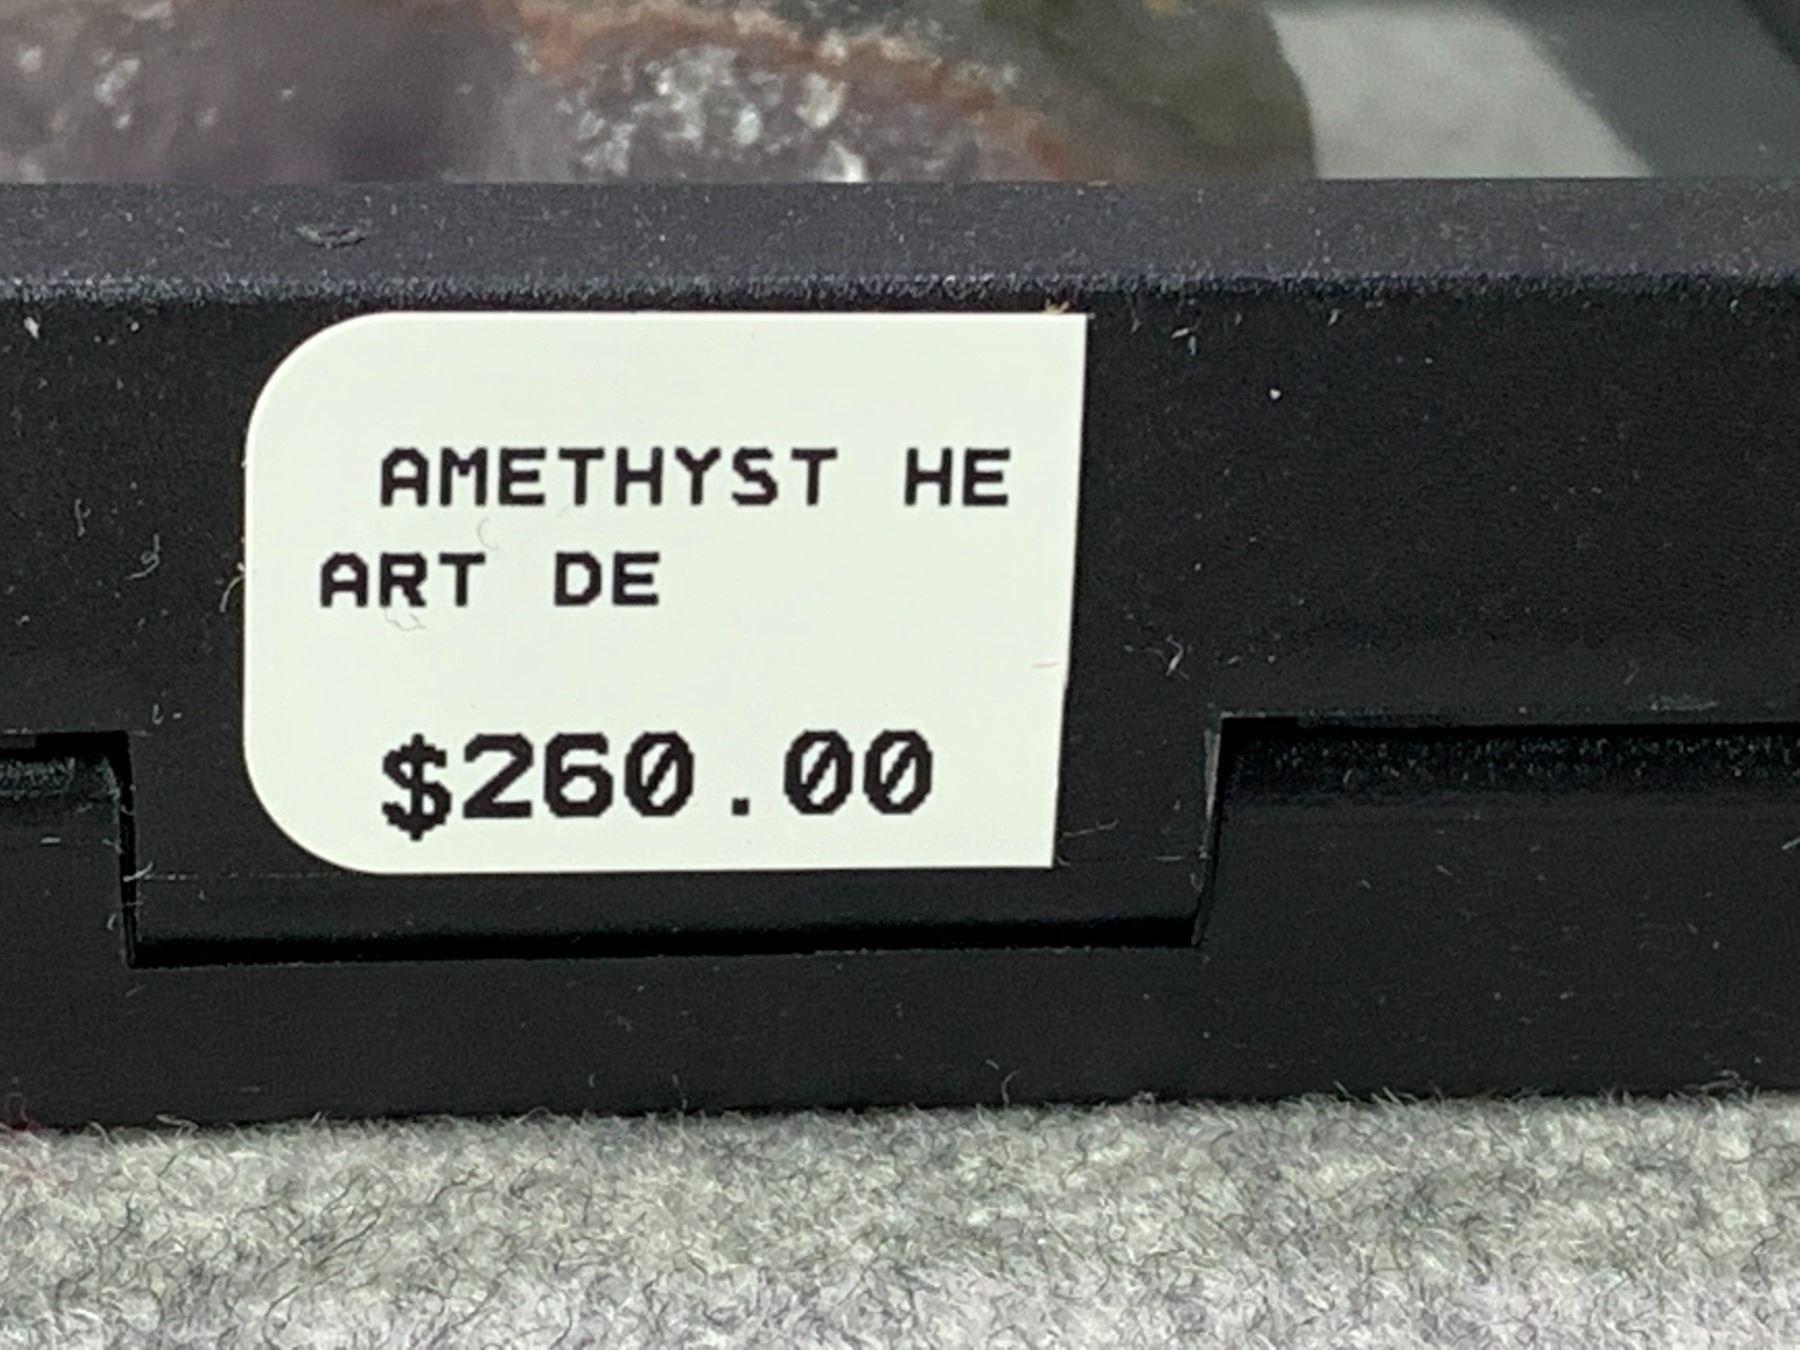 AMETHYST HE
ART DE
$260.00